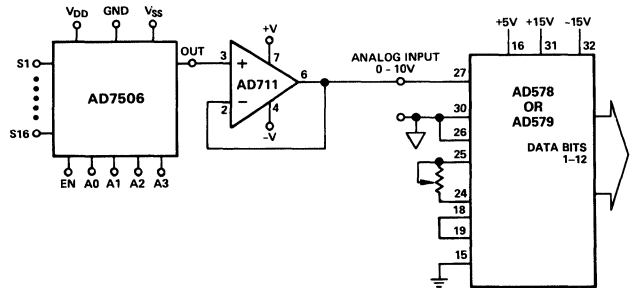 VDD GND VSS
+5V +15V -15V
16 31 32
OUT
+V
S1
3 + 7
ANALOG INPUT
0 – 10V
6
27
AD7506
AD711
AD578
OR
AD579
2 – 4
30
–V
26
S16
DATA BITS
1–12
25
EN A0 A1 A2 A3
24
18
19
15